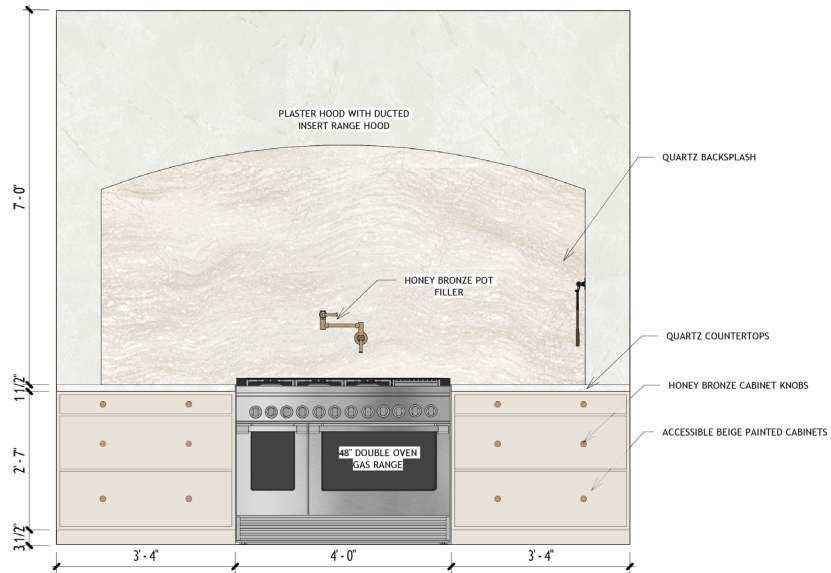 PLASTER HOOD WITH DUCTED
INSERT RANGE HOOD
QUARTZ BACKSPLASH
7' - 0"
HONEY BRONZE POT
FILLER
QUARTZ COUNTERTOPS
1 1/2"
HONEY BRONZE CABINET KNOBS
ACCESSIBLE BEIGE PAINTED CABINETS
48" DOUBLE OVEN
GAS RANGE
2' - 7"
3 1/2"
3' - 4"
4' - 0"
3' - 4"